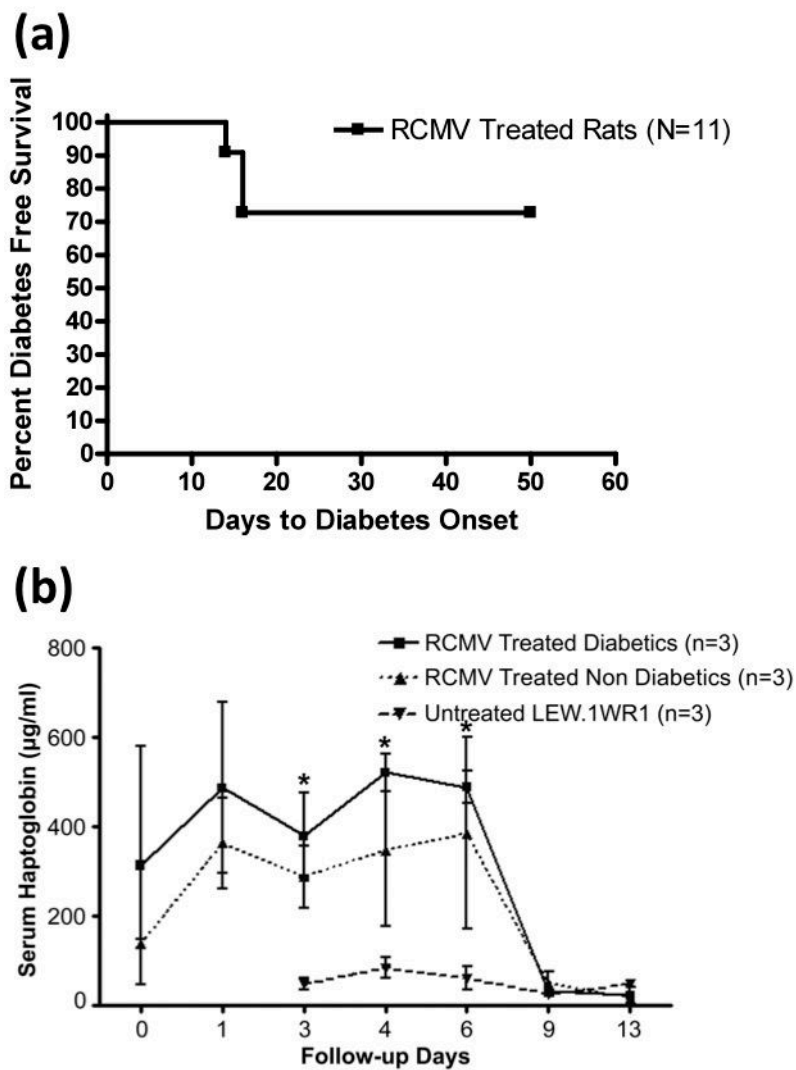 (a)
Percent Diabetes Free Survival
100
90
80
70
60
50
40
30
20
10
0
RCMV Treated Rats (N=11)
0 10 20 30 40 50 60
Days to Diabetes Onset
(b)
Serum Haptoglobin (µg/ml)
800
600
400
200
0
RCMV Treated Diabetics (n=3)
RCMV Treated Non Diabetics (n=3)
Untreated LEW.1WR1 (n=3)
* * *
0 1 3 4 6 9 13
Follow-up Days